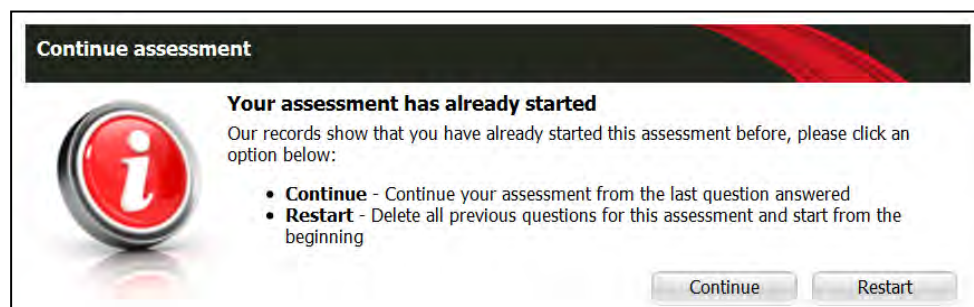 Continue assessment
Your assessment has already started
Our records show that you have already started this assessment before, please click an
option below:
• Continue - Continue your assessment from the last question answered
• Restart - Delete all previous questions for this assessment and start from the
beginning
Continue Restart